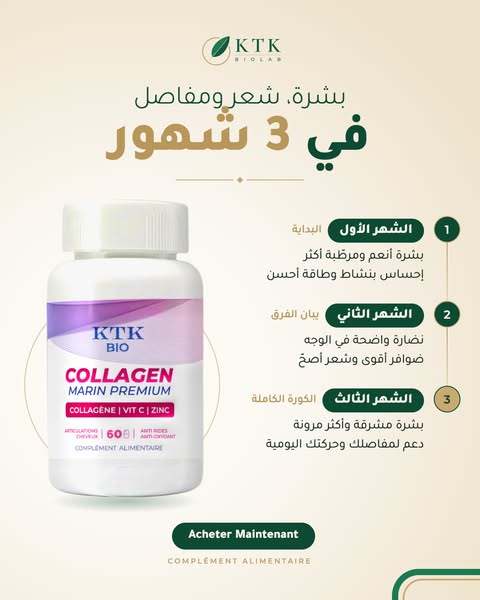 KTK
BIOLAB
بشرة، شعر ومفاصل
في 3 شهور
1
الشهر الأول
البداية
بشرة أنعم ومرطّبة أكثر
إحساس بنشاط وطاقة أحسن
2
الشهر الثاني
يبان الفرق
نضارة واضحة في الوجه
ضوافر أقوى وشعر أصحّ
3
الشهر الثالث
الكورة الكاملة
بشرة مشرقة وأكثر مرونة
دعم لمفاصلك وحركتك اليومية
KTK
BIO
COLLAGEN
MARIN PREMIUM
COLLAGÈNE | VIT C | ZINC
ARTICULATIONS
CHEVEUX
60
ANTI RIDES
ANTI-OXYDANT
COMPLÉMENT ALIMENTAIRE
Acheter Maintenant
COMPLÉMENT ALIMENTAIRE